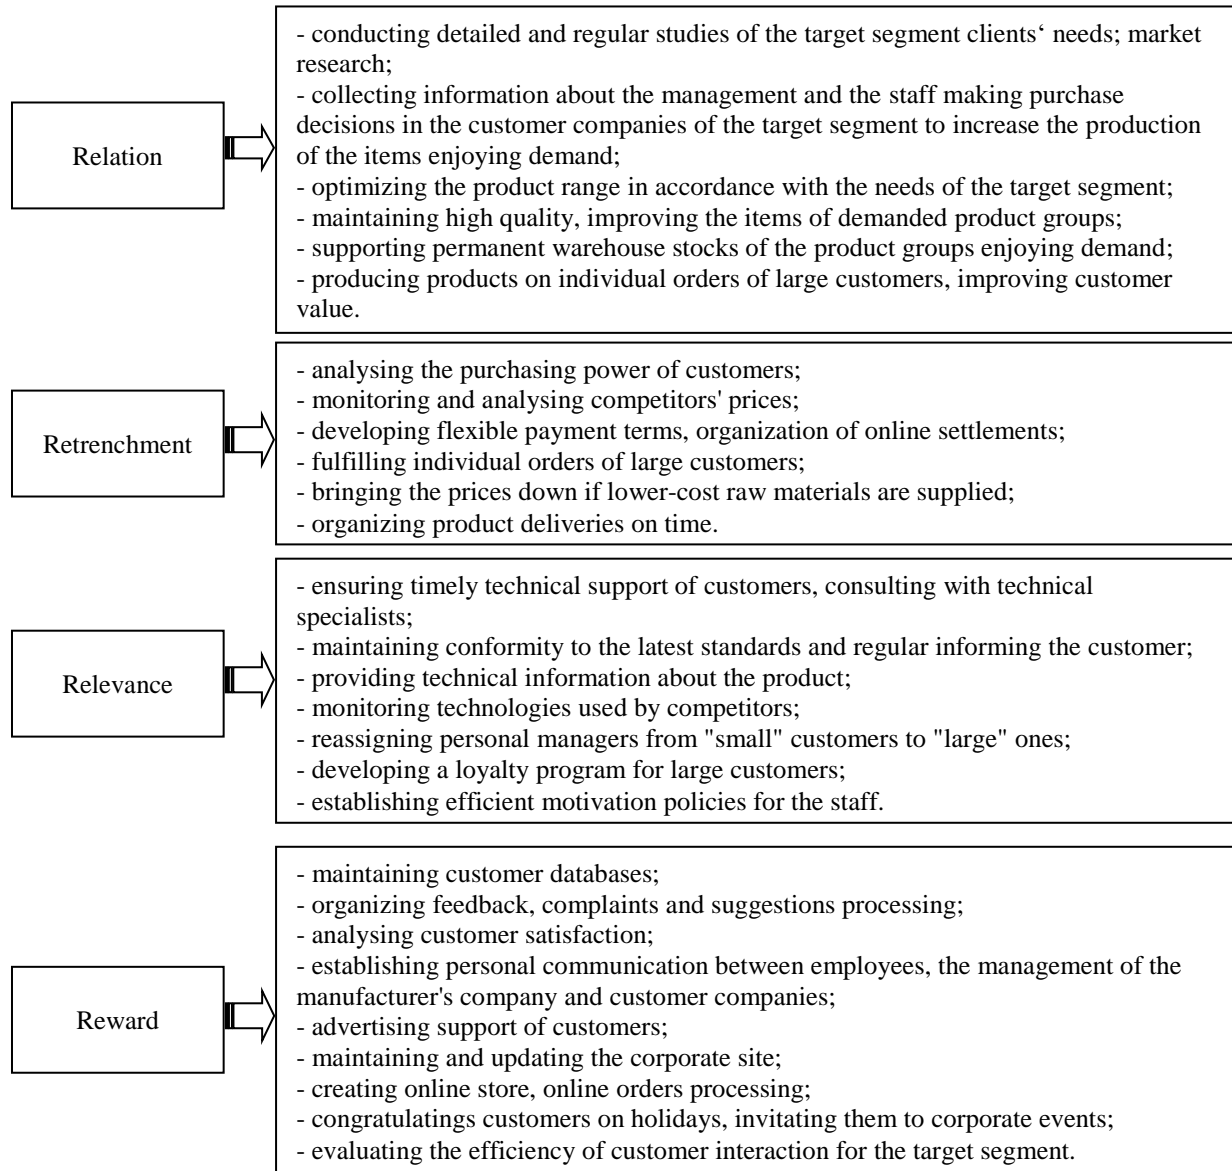 Relation
- conducting detailed and regular studies of the target segment clients‘ needs; market
research;
- collecting information about the management and the staff making purchase
decisions in the customer companies of the target segment to increase the production
of the items enjoying demand;
- optimizing the product range in accordance with the needs of the target segment;
- maintaining high quality, improving the items of demanded product groups;
- supporting permanent warehouse stocks of the product groups enjoying demand;
- producing products on individual orders of large customers, improving customer
value.
Retrenchment
- analysing the purchasing power of customers;
- monitoring and analysing competitors' prices;
- developing flexible payment terms, organization of online settlements;
- fulfilling individual orders of large customers;
- bringing the prices down if lower-cost raw materials are supplied;
- organizing product deliveries on time.
Relevance
- ensuring timely technical support of customers, consulting with technical
specialists;
- maintaining conformity to the latest standards and regular informing the customer;
- providing technical information about the product;
- monitoring technologies used by competitors;
- reassigning personal managers from "small" customers to "large" ones;
- developing a loyalty program for large customers;
- establishing efficient motivation policies for the staff.
Reward
- maintaining customer databases;
- organizing feedback, complaints and suggestions processing;
- analysing customer satisfaction;
- establishing personal communication between employees, the management of the
manufacturer's company and customer companies;
- advertising support of customers;
- maintaining and updating the corporate site;
- creating online store, online orders processing;
- congratulatings customers on holidays, invitating them to corporate events;
- evaluating the efficiency of customer interaction for the target segment.